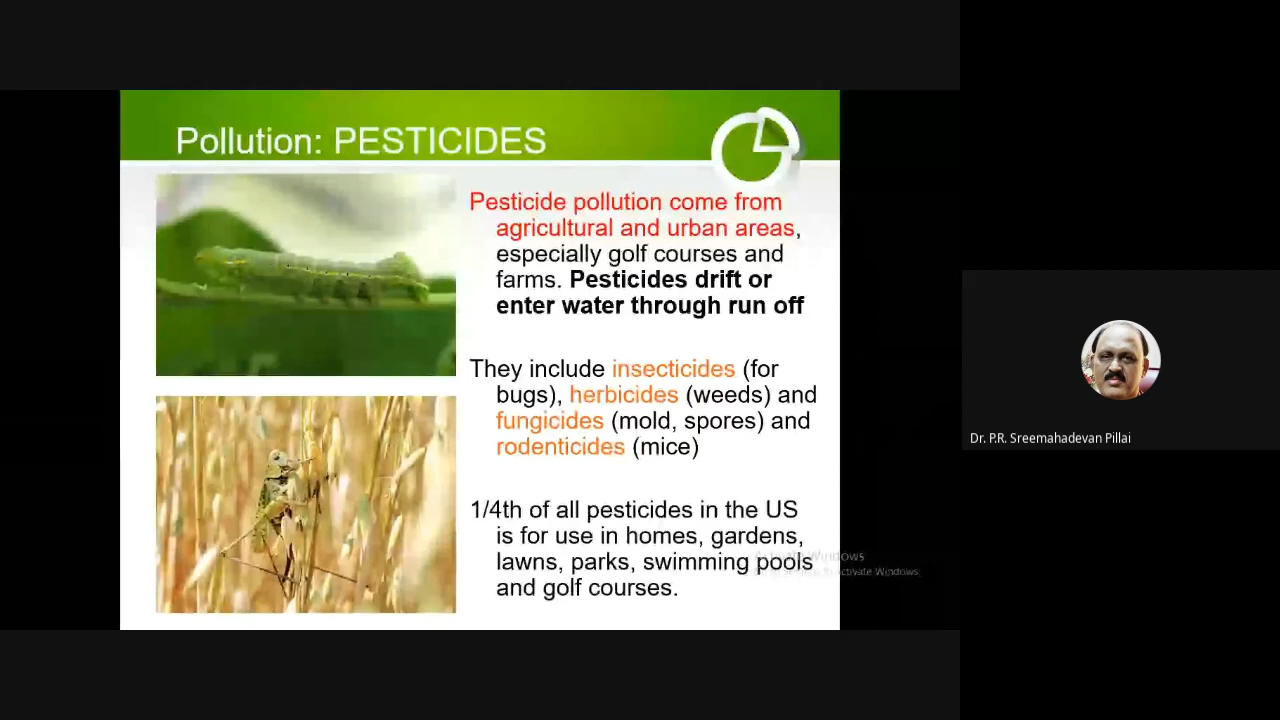 Pollution: PESTICIDES
Pesticide pollution come from
agricultural and urban areas,
especially golf courses and
farms. Pesticides drift or
enter water through run off
They include insecticides (for
bugs), herbicides (weeds) and
fungicides (mold, spores) and
rodenticides (mice)
1/4th of all pesticides in the US
is for use in homes, gardens,
lawns, parks, swimming pools
and golf courses.
Activate Windows
to activate Windows.
Dr. P.R. Sreemahadevan Pillai